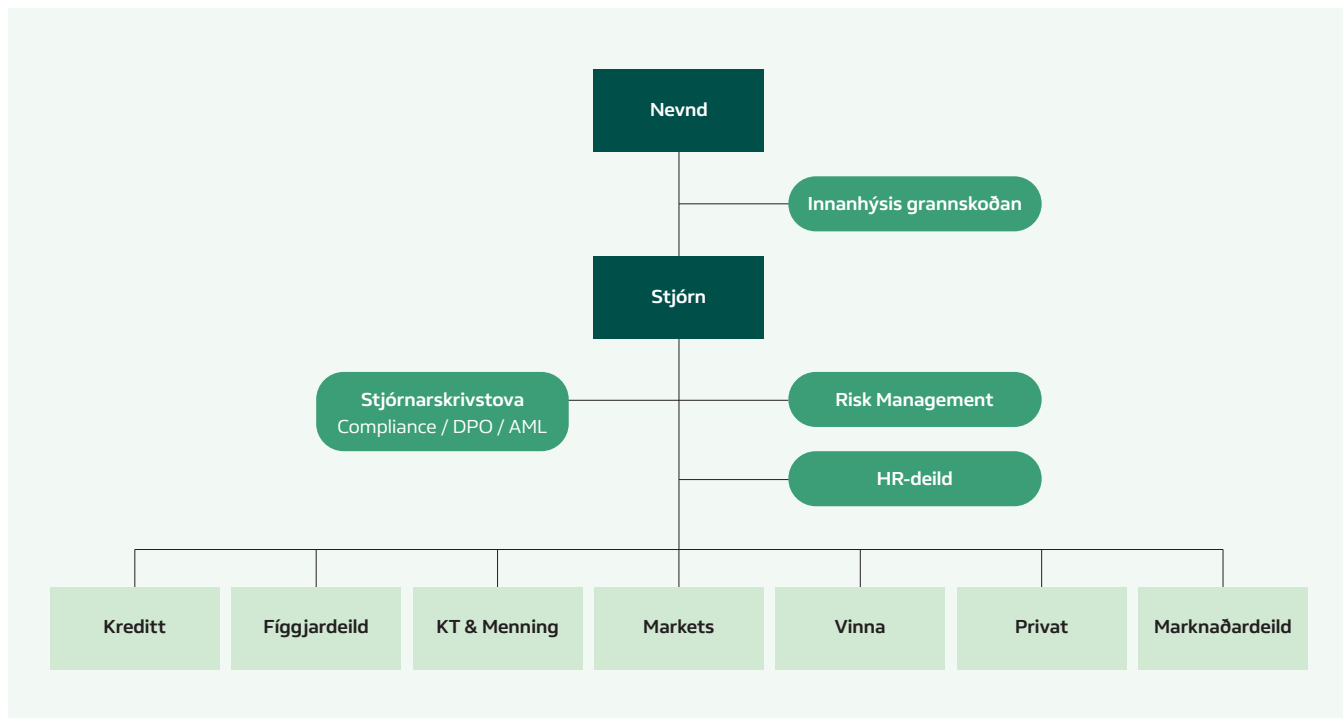 Nevnd
Innanhýsis grannskoðan
Stjórn
Stjórnarskrivstova
Compliance / DPO / AML
Risk Management
HR-deild
Kreditt
Fíggjardeild
KT & Menning
Markets
Vinna
Privat
Marknaðardeild